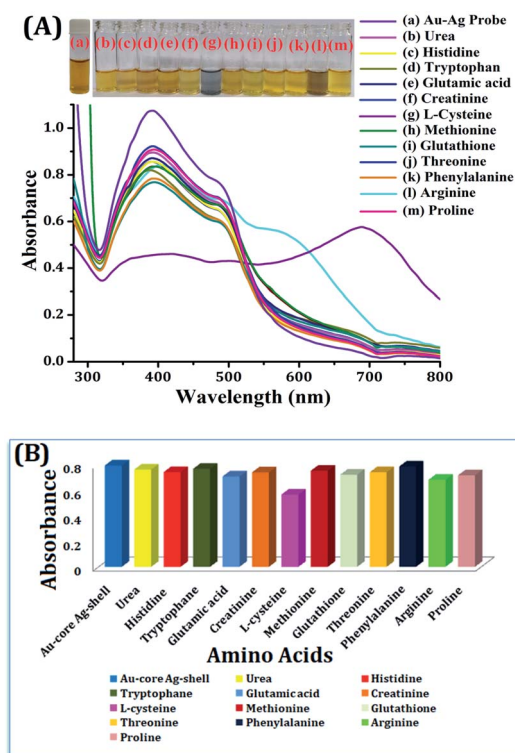 (A)
(a) (b) (c) (d) (e) (f) (g) (h) (i) (j) (k) (l) (m)
(a) Au-Ag Probe
(b) Urea
(c) Histidine
(d) Tryptophan
(e) Glutamic acid
(f) Creatinine
(g) L-Cysteine
(h) Methionine
(i) Glutathione
(j) Threonine
(k) Phenylalanine
(l) Arginine
(m) Proline
Absorbance
1.0
0.8
0.6
0.4
0.2
0.0
300 400 500 600 700 800
Wavelength (nm)
(B)
Absorbance
0.8
0.6
0.4
0.2
0
Au-core Ag-shell
Urea
Histidine
Tryptophane
Glutamic acid
Creatinine
L-cysteine
Methionine
Glutathione
Threonine
Phenylalanine
Arginine
Proline
Amino Acids
Au-core Ag-shell Urea Histidine
Tryptophane Glutamic acid Creatinine
L-cysteine Methionine Glutathione
Threonine Phenylalanine Arginine
Proline